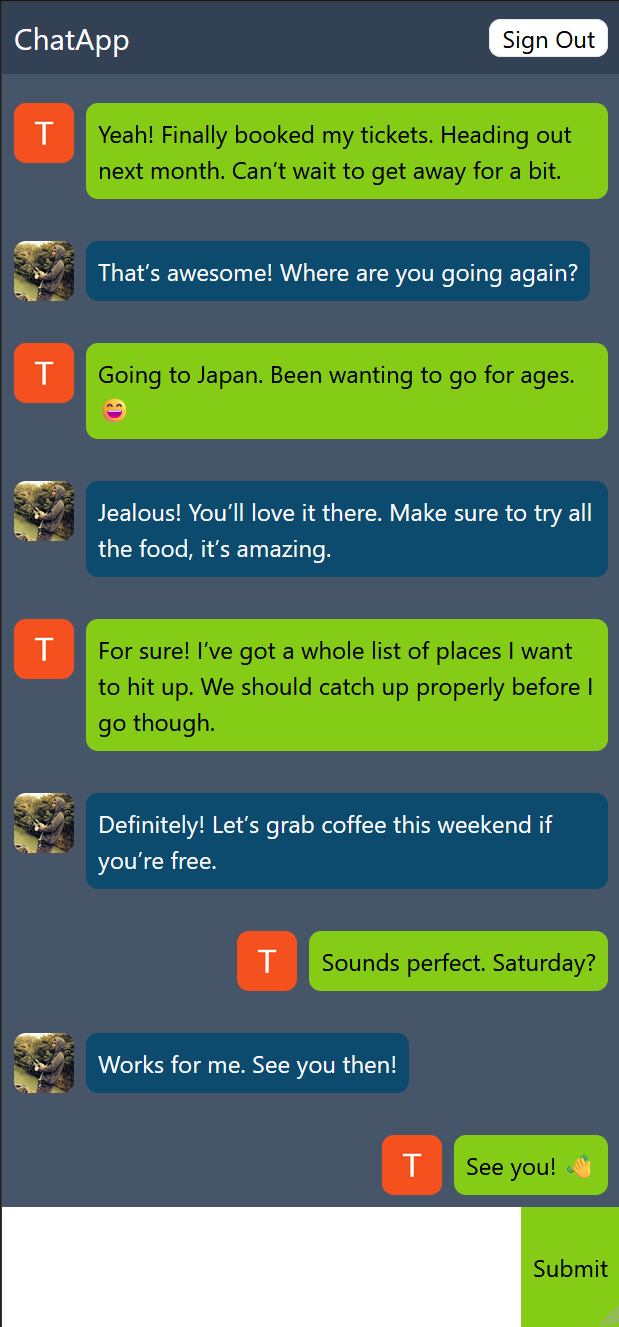 ChatApp
Sign Out
T
Yeah! Finally booked my tickets. Heading out
next month. Can’t wait to get away for a bit.
That’s awesome! Where are you going again?
T
Going to Japan. Been wanting to go for ages.
😄
Jealous! You’ll love it there. Make sure to try all
the food, it’s amazing.
T
For sure! I’ve got a whole list of places I want
to hit up. We should catch up properly before I
go though.
Definitely! Let’s grab coffee this weekend if
you’re free.
T
Sounds perfect. Saturday?
Works for me. See you then!
T
See you! 👋
Submit